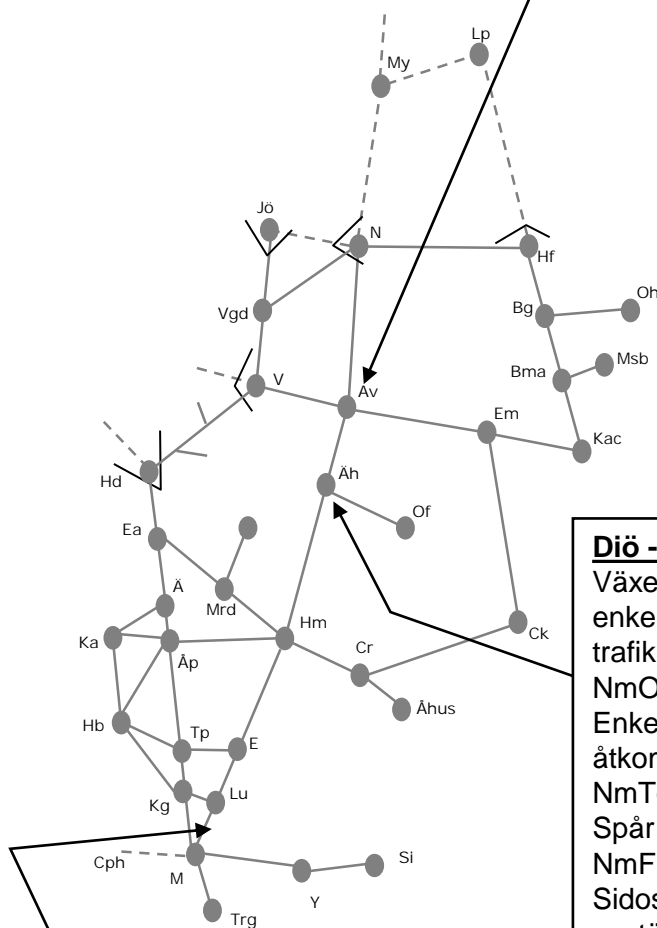 Lp
My
Jö
N
Hf
Vgd
Bg
Oh
V
Bma
Msb
Av
Em
Kac
Hd
Äh
Of
Ea
Diö -
Växe
enke
trafik
NmO
Enke
åtkor
NmT
Spår
NmF
Sidos
Ä
Mrd
Ka
Åp
Hm
Cr
Ck
Åhus
Hb
Tp
E
Kg
Lu
Cph
M
Si
Y
Trg